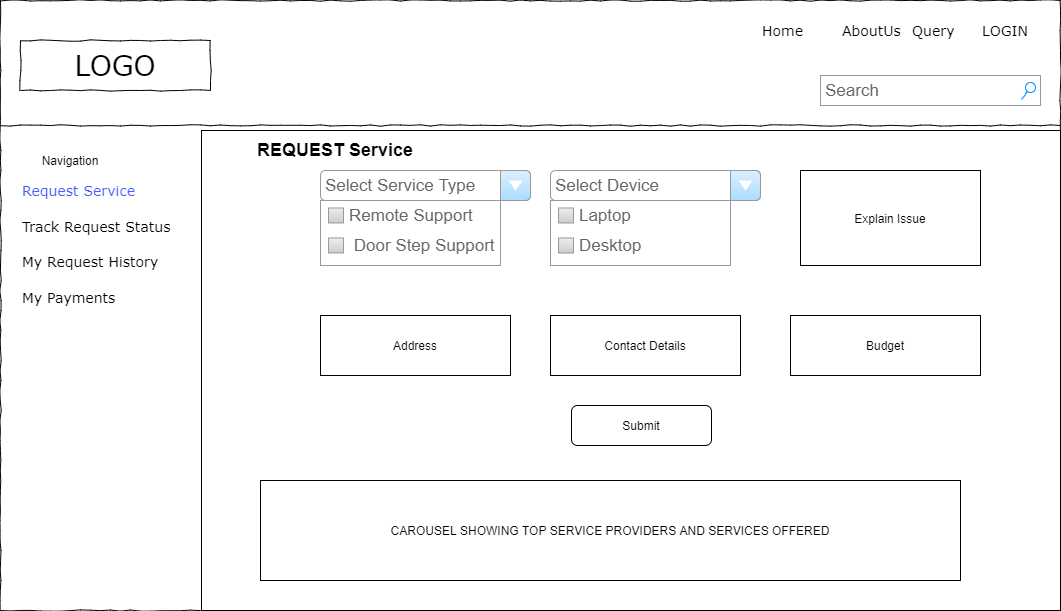 Home AboutUs Query LOGIN
LOGO
Search
Navigation
Request Service
Track Request Status
My Request History
My Payments
REQUEST Service
Select Service Type
Remote Support
Door Step Support
Select Device
Laptop
Desktop
Explain Issue
Address
Contact Details
Budget
Submit
CAROUSEL SHOWING TOP SERVICE PROVIDERS AND SERVICES OFFERED